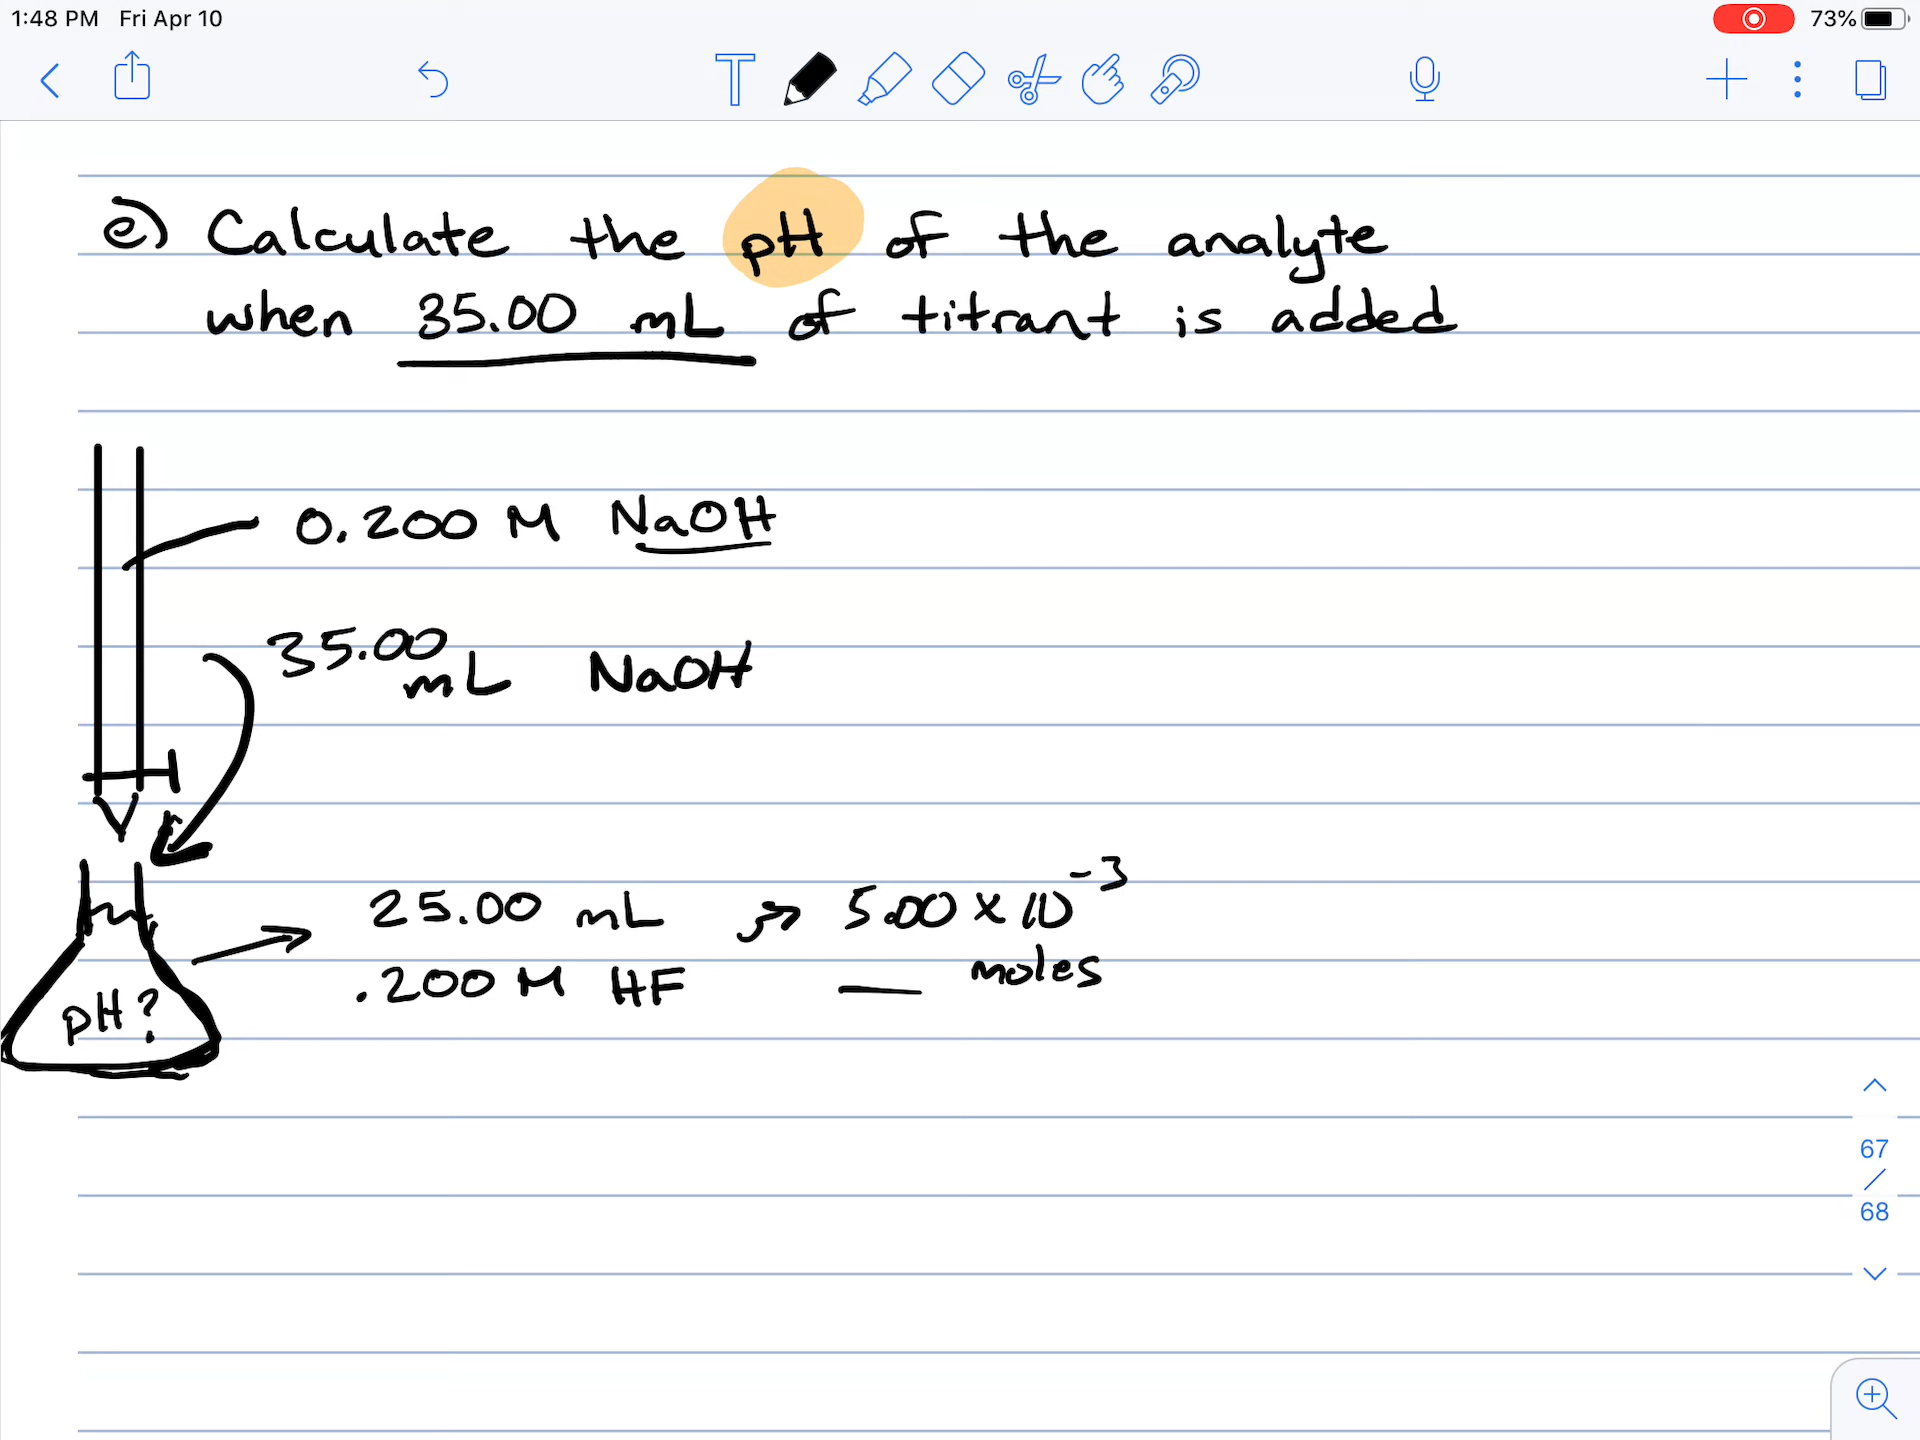 1:48 PM Fri Apr 10
73%
T
e) Calculate the pH of the analyte
when 35.00 mL of titrant is added
0.200 M NaOH
35.00
mL NaOH
25.00 mL → 5.00 x 10⁻³
moles
.200 M HF
pH?
67
/
68